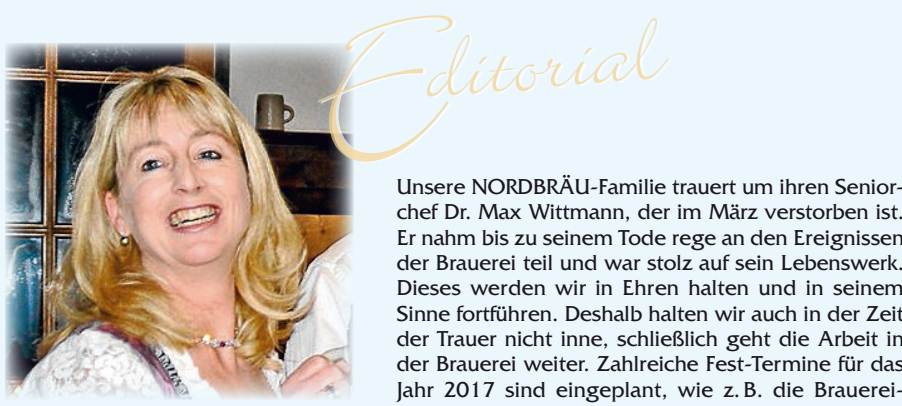 Editorial
Unsere NORDBRÄU-Familie trauert um ihren Senior-
chef Dr. Max Wittmann, der im März verstorben ist.
Er nahm bis zu seinem Tode rege an den Ereignissen
der Brauerei teil und war stolz auf sein Lebenswerk.
Dieses werden wir in Ehren halten und in seinem
Sinne fortführen. Deshalb halten wir auch in der Zeit
der Trauer nicht inne, schließlich geht die Arbeit in
der Brauerei weiter. Zahlreiche Fest-Termine für das
Jahr 2017 sind eingeplant, wie z. B. die Brauerei-